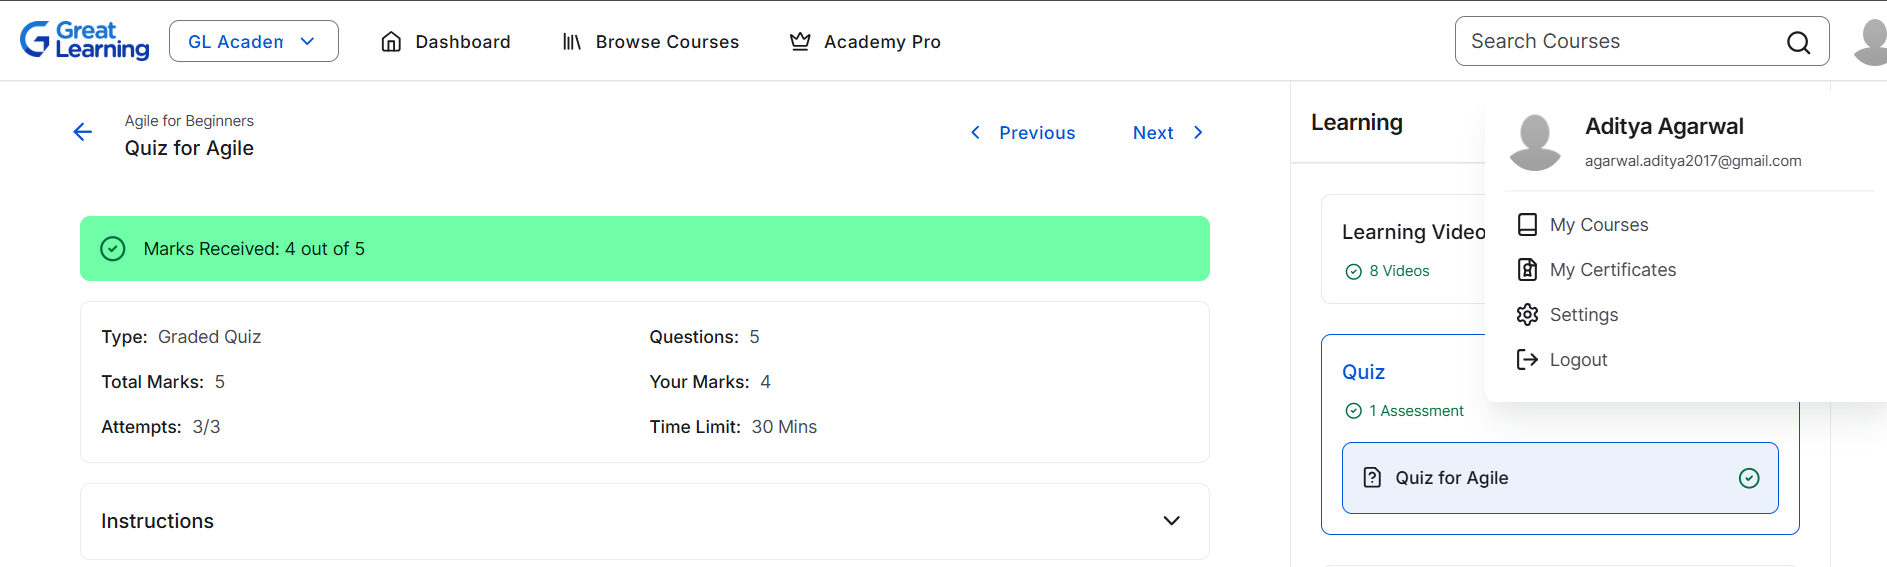 Great Learning
GL Academ
Dashboard
Browse Courses
Academy Pro
Search Courses
Agile for Beginners
Quiz for Agile
Previous
Next
Marks Received: 4 out of 5
Type: Graded Quiz
Questions: 5
Total Marks: 5
Your Marks: 4
Attempts: 3/3
Time Limit: 30 Mins
Instructions
Learning
Learning Video
8 Videos
Quiz
1 Assessment
Quiz for Agile
Aditya Agarwal
agarwal.aditya2017@gmail.com
My Courses
My Certificates
Settings
Logout